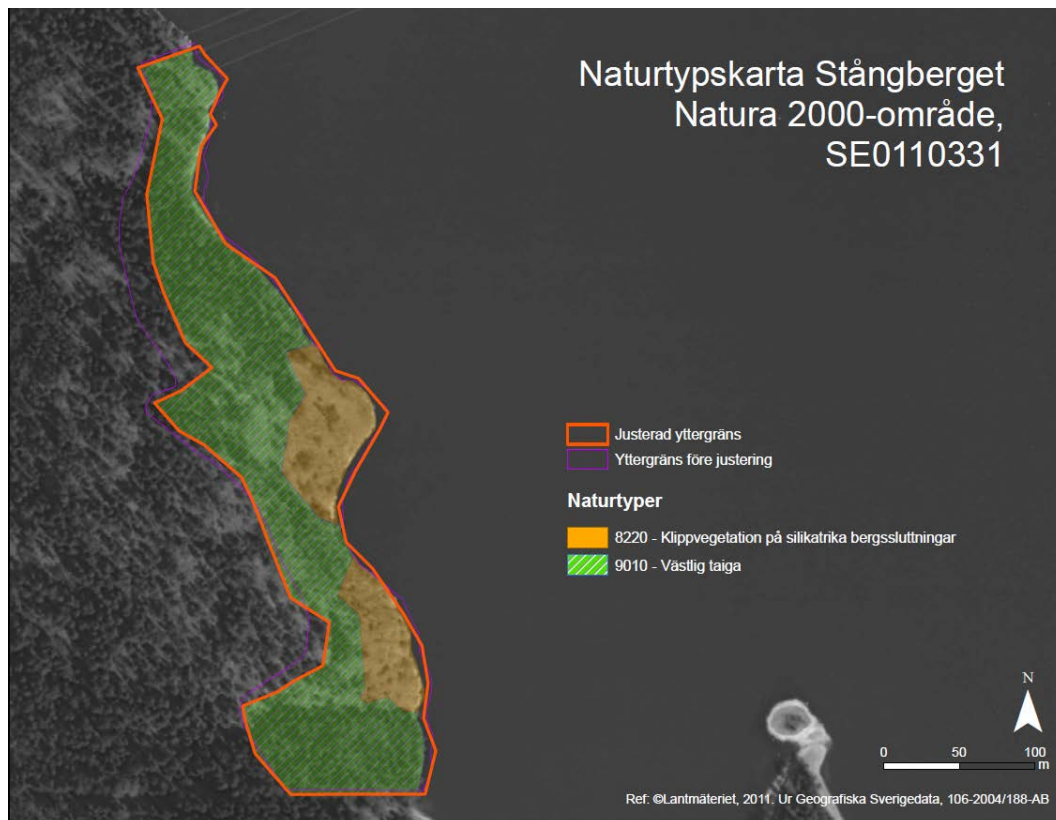 Naturtypskarta Stångberget
Natura 2000-område,
SE0110331
Justerad yttergräns
Yttergräns före justering
Naturtyper
8220 - Klippvegetation på silikatrika bergssluttningar
9010 - Västlig taiga
N
0 50 100
m
Ref: ©Lantmäteriet, 2011. Ur Geografiska Sverigedata, 106-2004/188-AB